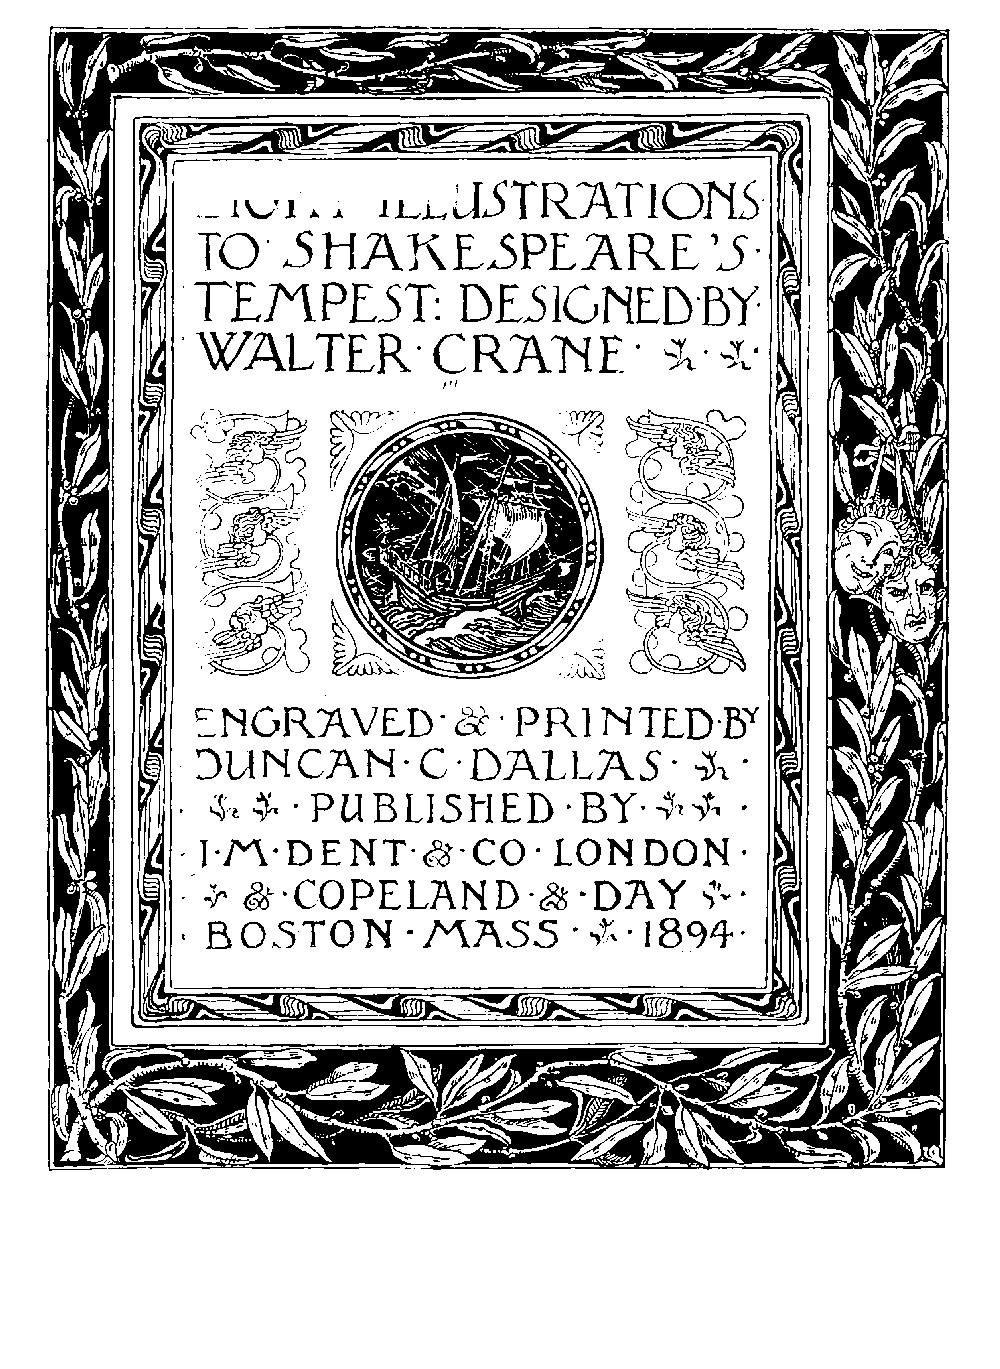 ILLUSTRATIONS
TO · SHAKESPEARE'S ·
TEMPEST: DESIGNED · BY ·
WALTER · CRANE ·
ENGRAVED · & · PRINTED · BY
DUNCAN · C · DALLAS ·
· PUBLISHED · BY ·
· J · M · DENT · & · CO · LONDON ·
· & · COPELAND · & · DAY ·
· BOSTON · MASS · 1894 ·